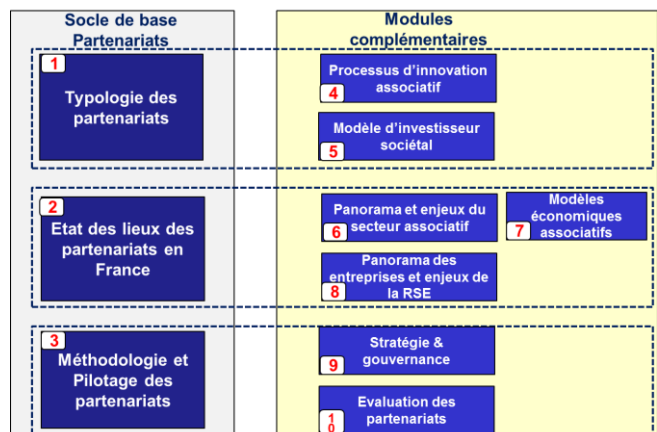 Socle de base
Partenariats
Modules
complémentaires
1
Typologie des
partenariats
Processus d'innovation
associatif
4
Modèle d'investisseur
sociétal
5
2
Etat des lieux des
partenariats en
France
Panorama et enjeux du
secteur associatif
6
Modèles
économiques
associatifs
7
Panorama des
entreprises et enjeux de
la RSE
8
3
Méthodologie et
Pilotage des
partenariats
Stratégie &
gouvernance
9
Evaluation des
partenariats
1
0